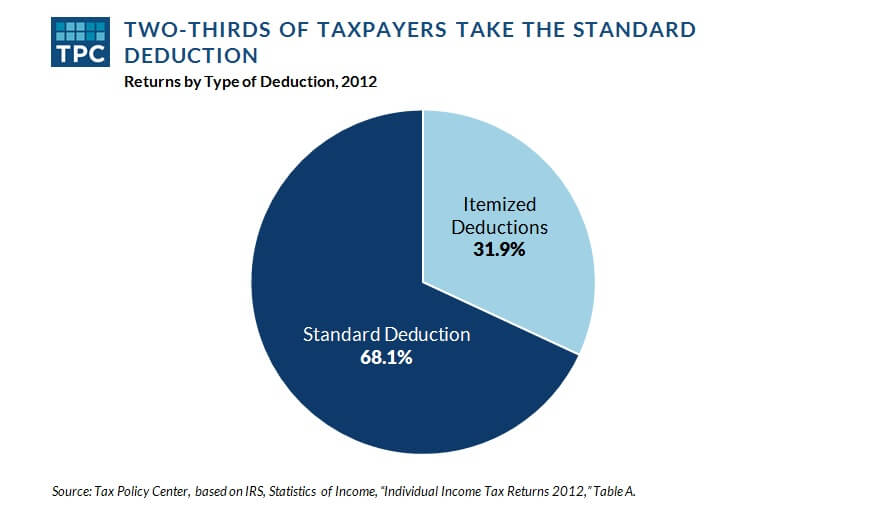 TPC
TWO-THIRDS OF TAXPAYERS TAKE THE STANDARD
DEDUCTION
Returns by Type of Deduction, 2012
Itemized
Deductions
31.9%
Standard Deduction
68.1%
Source: Tax Policy Center, based on IRS, Statistics of Income, “Individual Income Tax Returns 2012,” Table A.